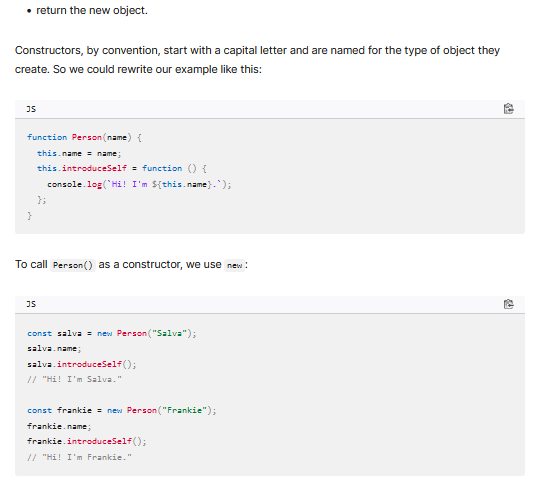 • return the new object.
Constructors, by convention, start with a capital letter and are named for the type of object they
create. So we could rewrite our example like this:
JS
function Person(name) {
  this.name = name;
  this.introduceSelf = function () {
    console.log(`Hi! I'm ${this.name}.`);
  };
}
To call Person() as a constructor, we use new:
JS
const salva = new Person("Salva");
salva.name;
salva.introduceSelf();
// "Hi! I'm Salva."

const frankie = new Person("Frankie");
frankie.name;
frankie.introduceSelf();
// "Hi! I'm Frankie."